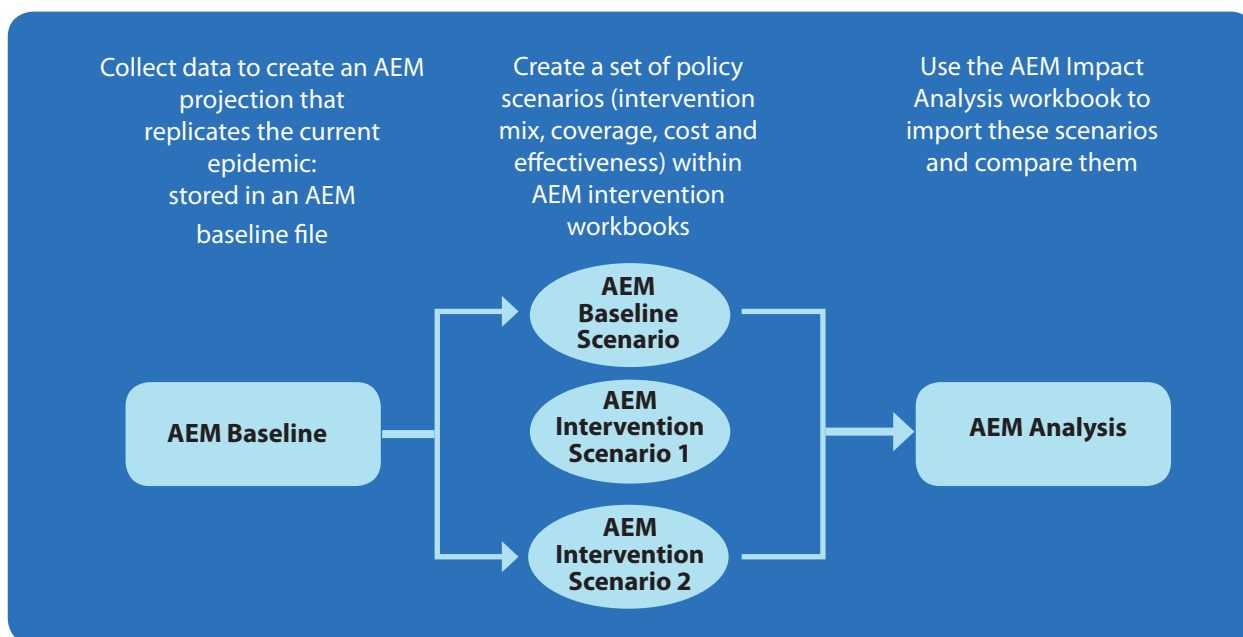 Collect data to create an AEM
projection that
replicates the current
epidemic:
stored in an AEM
baseline file
Create a set of policy
scenarios (intervention
mix, coverage, cost and
effectiveness) within
AEM intervention
workbooks
Use the AEM Impact
Analysis workbook to
import these scenarios
and compare them
AEM Baseline
AEM
Baseline
Scenario
AEM
Intervention
Scenario 1
AEM
Intervention
Scenario 2
AEM Analysis